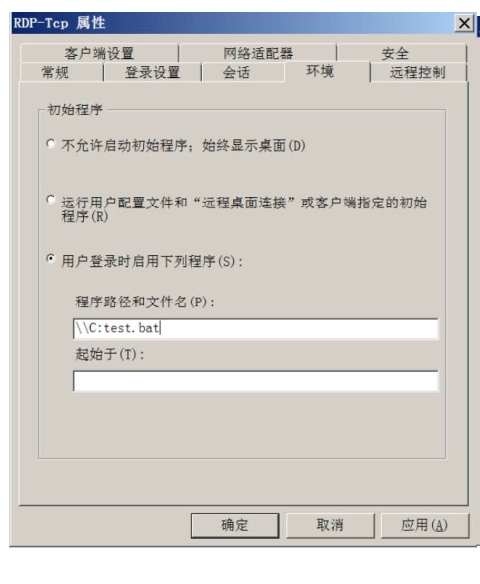 RDP-Tcp 属性
客户端设置 网络适配器 安全
常规 登录设置 会话 环境 远程控制
初始程序
不允许启动初始程序；始终显示桌面(D)
运行用户配置文件和“远程桌面连接”或客户端指定的初始
程序(R)
用户登录时启用下列程序(S)：
程序路径和文件名(P)：
\\C:test.bat
起始于(T)：
确定 取消 应用(A)